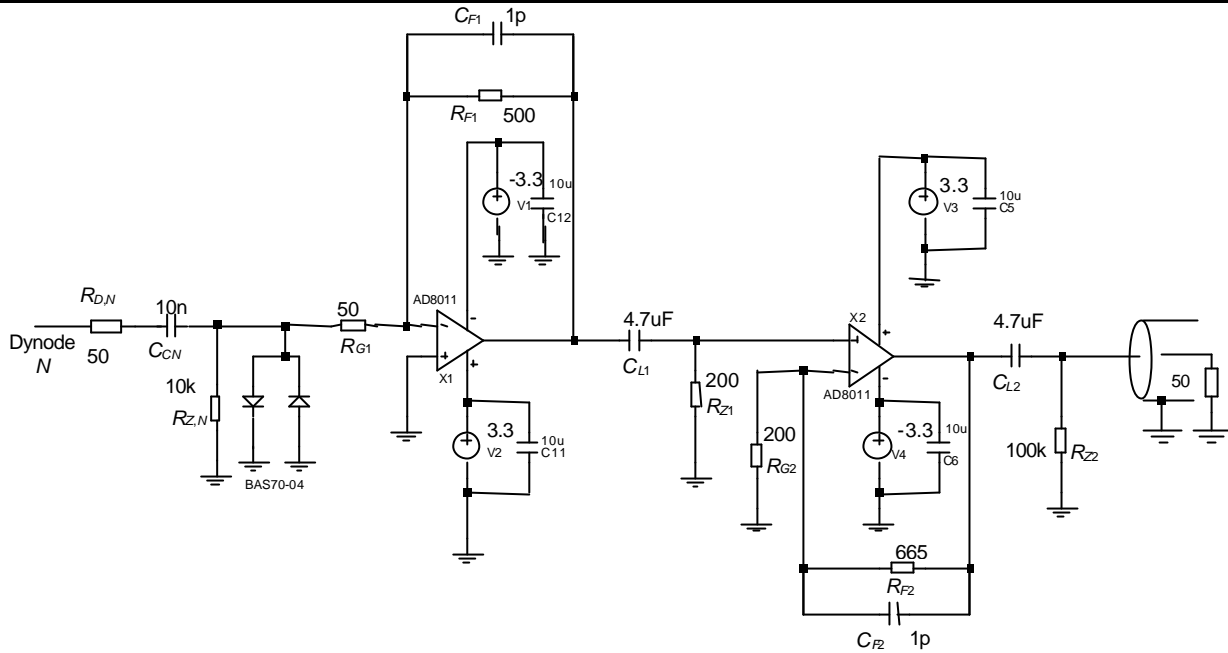 CF1 1p
RF1 500
-3.3 10u
V1 C12
3.3 10u
V3 C5
RD,N
50
Dynode
N
10n
CCN
10k
RZ,N
BAS70-04
50
RG1
AD8011
-
+
X1
3.3 10u
V2 C11
4.7uF
CL1
200
RZ1
200
RG2
X2
+
-
AD8011
-3.3 10u
V4 C6
4.7uF
CL2
100k RZ2
50
665
RF2
CF2 1p